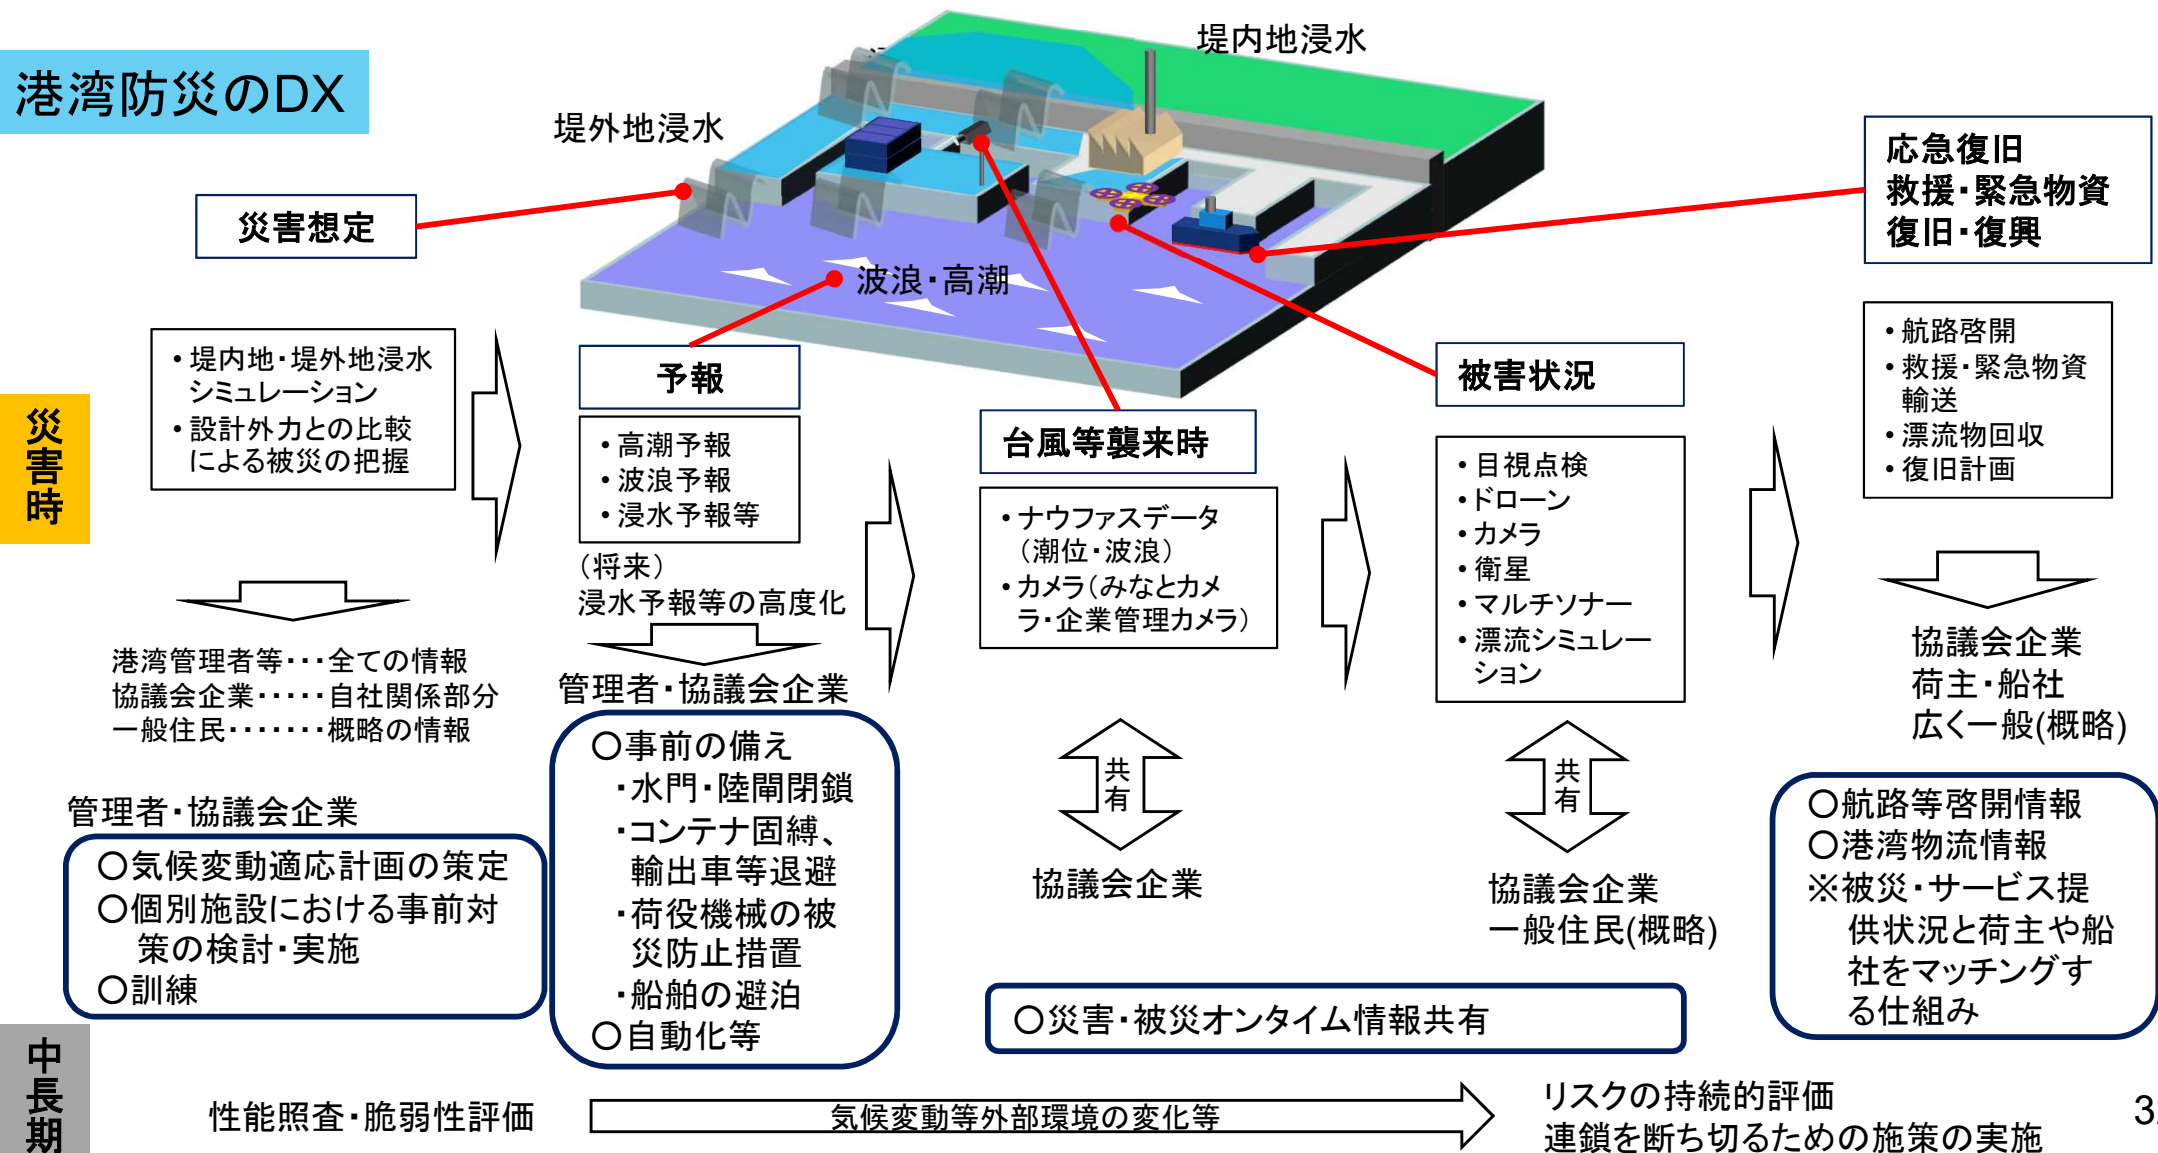 港湾防災のDX
堤内地浸水
堤外地浸水
波浪・高潮
災害時
災害想定
・堤内地・堤外地浸水
シミュレーション
・設計外力との比較
による被災の把握
港湾管理者等・・・全ての情報
協議会企業・・・・・自社関係部分
一般住民・・・・・・・概略の情報
管理者・協議会企業
○気候変動適応計画の策定
○個別施設における事前対
策の検討・実施
○訓練
予報
・高潮予報
・波浪予報
・浸水予報等
（将来）
浸水予報等の高度化
管理者・協議会企業
○事前の備え
・水門・陸閘閉鎖
・コンテナ固縛、
輸出車等退避
・荷役機械の被
災防止措置
・船舶の避泊
○自動化等
台風等襲来時
・ナウファスデータ
（潮位・波浪）
・カメラ（みなとカメ
ラ・企業管理カメラ）
共有
協議会企業
被害状況
・目視点検
・ドローン
・カメラ
・衛星
・マルチソナー
・漂流シミュレー
ション
共有
協議会企業
一般住民(概略)
○災害・被災オンタイム情報共有
応急復旧
救援・緊急物資
復旧・復興
・航路啓開
・救援・緊急物資
輸送
・漂流物回収
・復旧計画
協議会企業
荷主・船社
広く一般(概略)
○航路等啓開情報
○港湾物流情報
※被災・サービス提
供状況と荷主や船
社をマッチングす
る仕組み
中長期
性能照査・脆弱性評価
気候変動等外部環境の変化等
リスクの持続的評価
連鎖を断ち切るための施策の実施